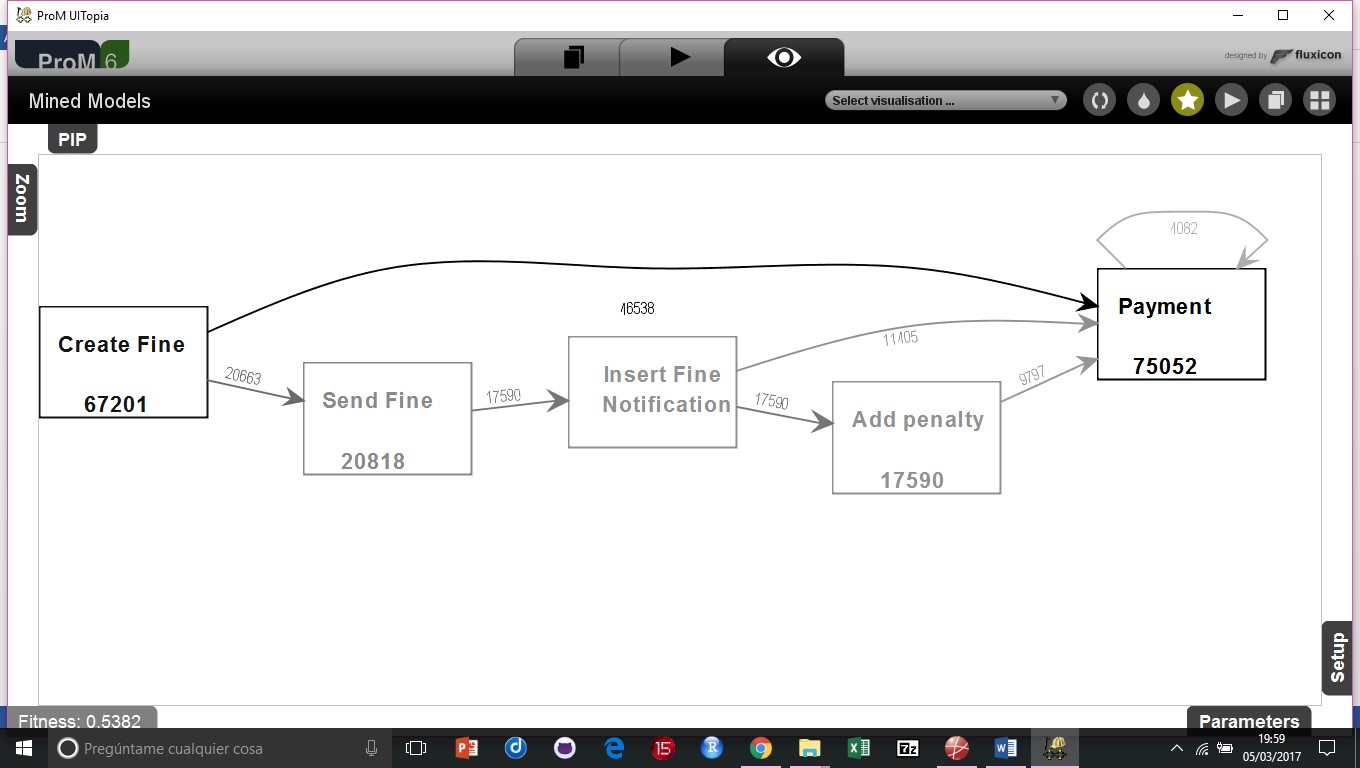 ProM UITopia
ProM 6
designed by fluxicon
Mined Models
Select visualisation ...
PIP
Zoom
4082
Payment
75052
46538
11405
Create Fine
67201
20663
Send Fine
20818
17590
Insert Fine
Notification
17590
Add penalty
17590
9797
Setup
Fitness: 0.5382
Parameters
Pregúntame cualquier cosa
15
R
7z
19:59
05/03/2017